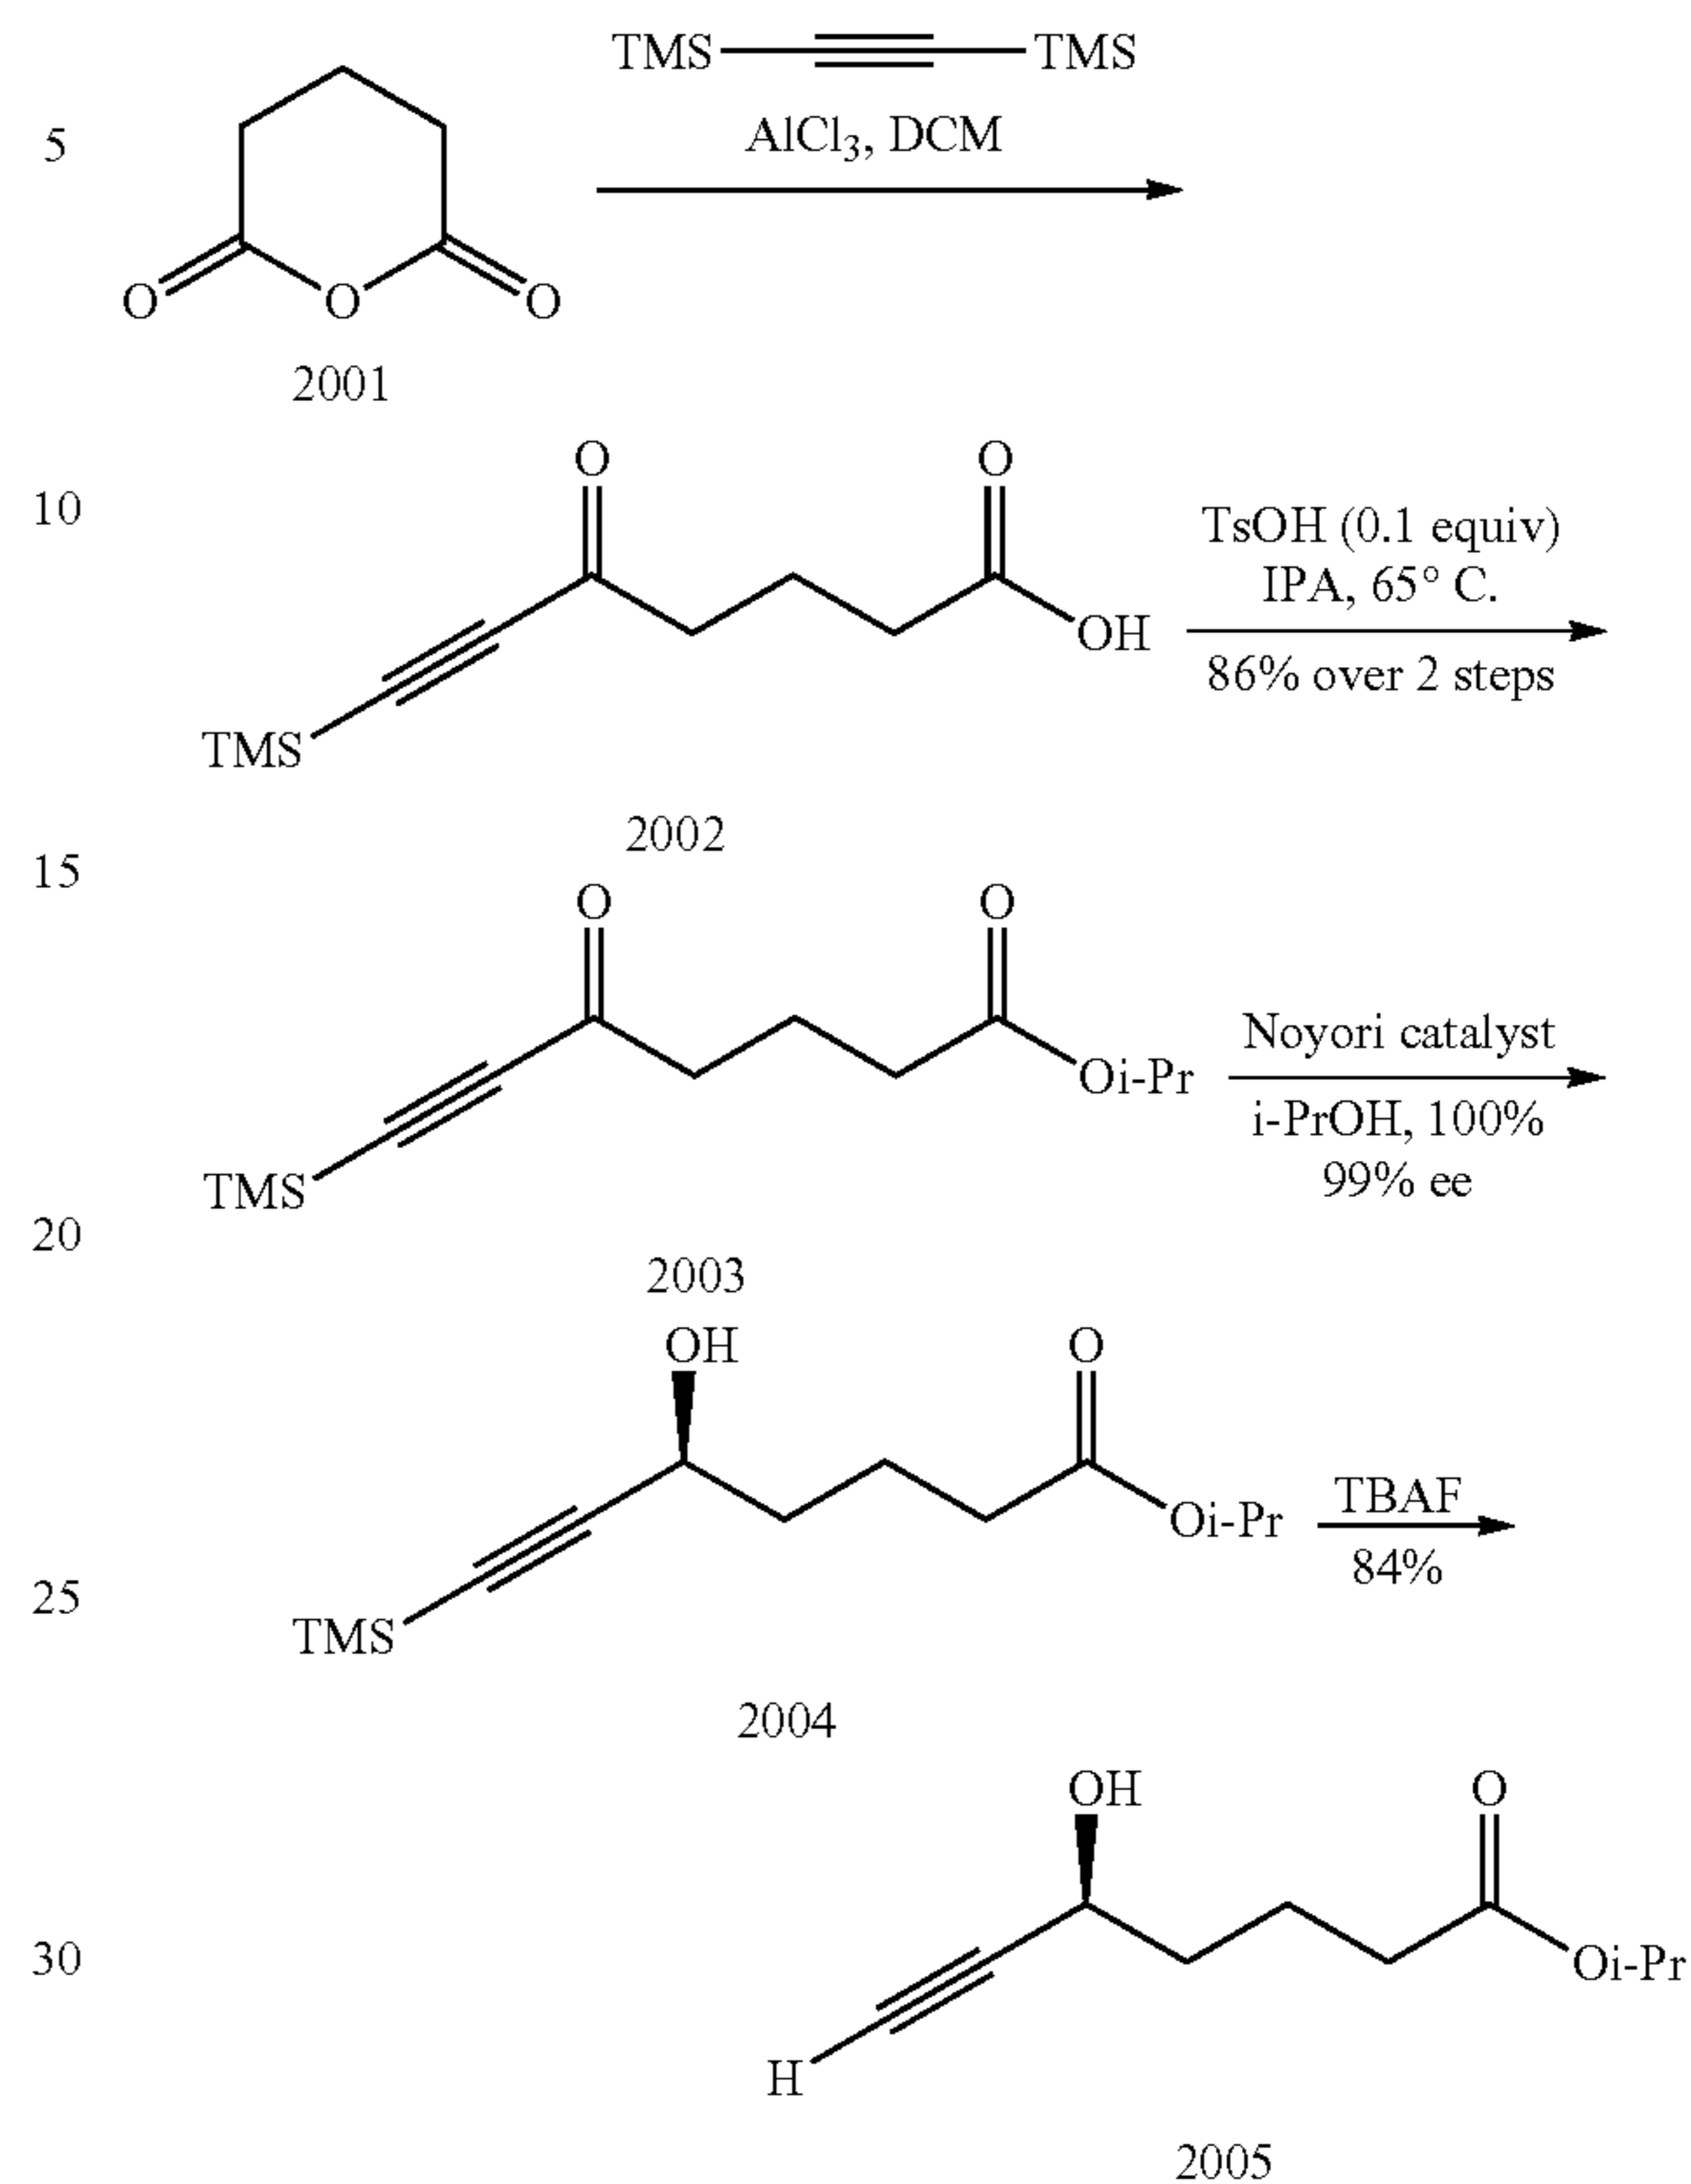 TMS TMS
5
AlCl₃, DCM
O O O
2001
O O
10
TsOH (0.1 equiv)
IPA, 65° C.
OH
86% over 2 steps
TMS
2002
15
O O
Noyori catalyst
Oi-Pr
i-PrOH, 100%
99% ee
TMS
20
2003
OH O
TBAF
Oi-Pr
84%
25
TMS
2004
OH O
30
Oi-Pr
H
2005